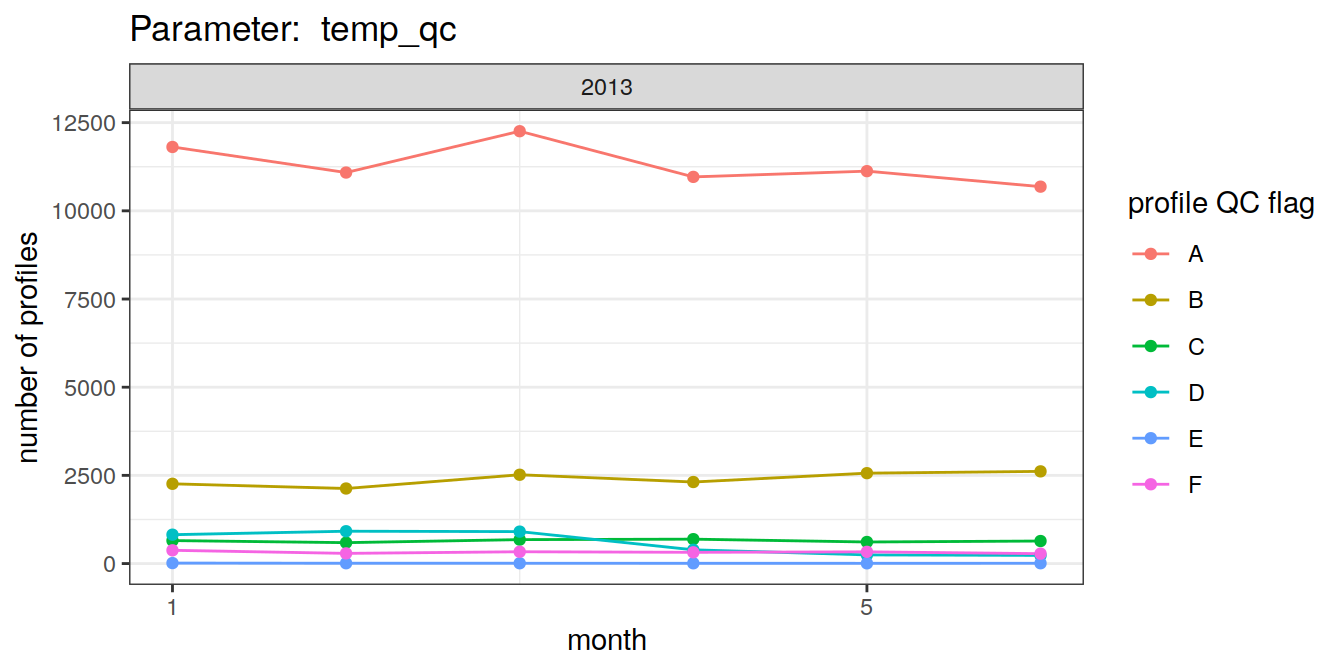 Parameter:  temp_qc
2013
number of profiles
12500
10000
7500
5000
2500
0
1
5
month
profile QC flag
A
B
C
D
E
F